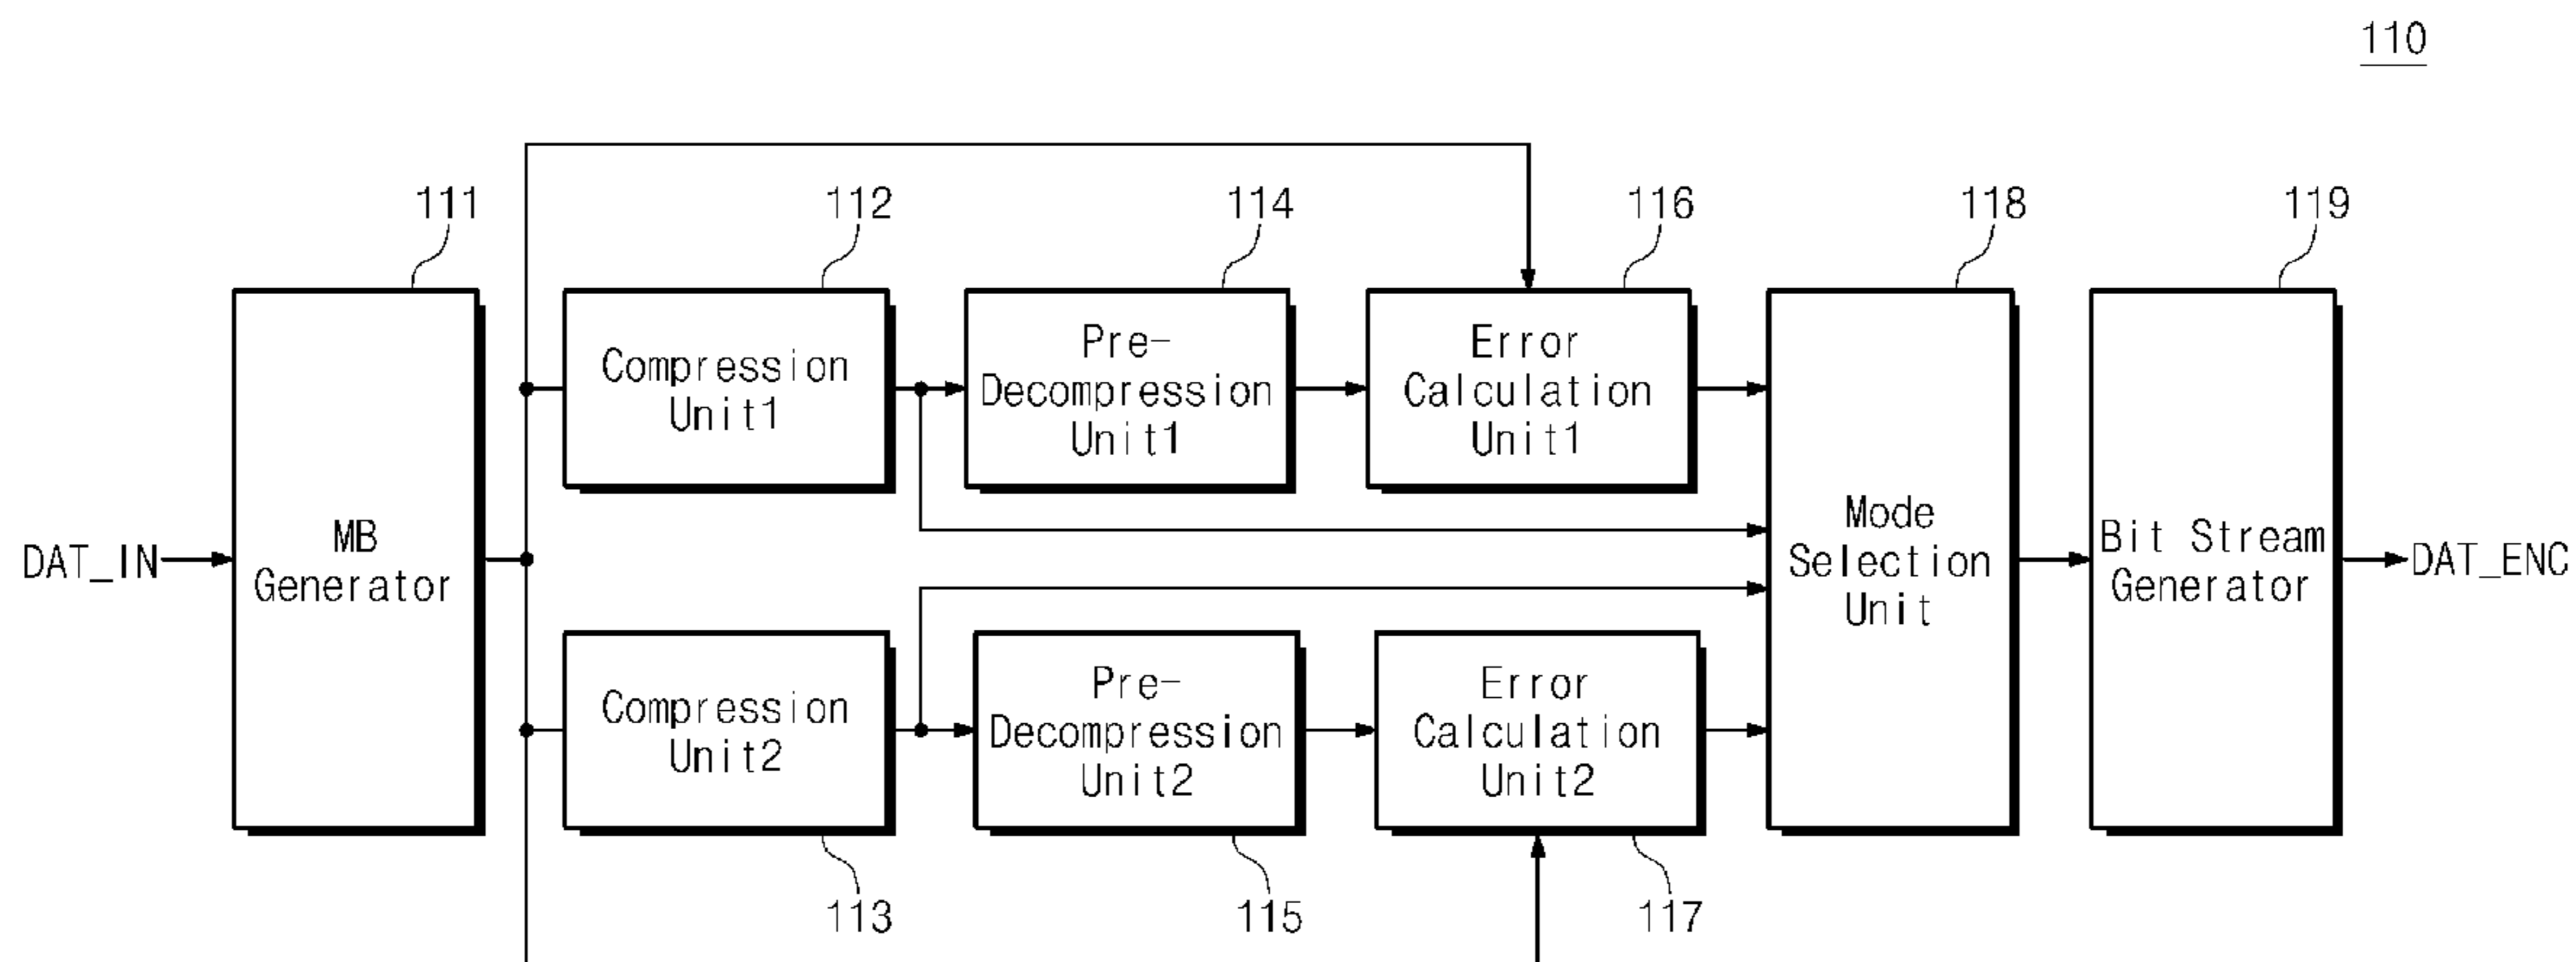 110
111
112
114
116
118
119
DAT_IN
MB
Generator
Compression
Unit1
Pre-
Decompression
Unit1
Error
Calculation
Unit1
Compression
Unit2
Pre-
Decompression
Unit2
Error
Calculation
Unit2
Mode
Selection
Unit
Bit Stream
Generator
DAT_ENC
113
115
117